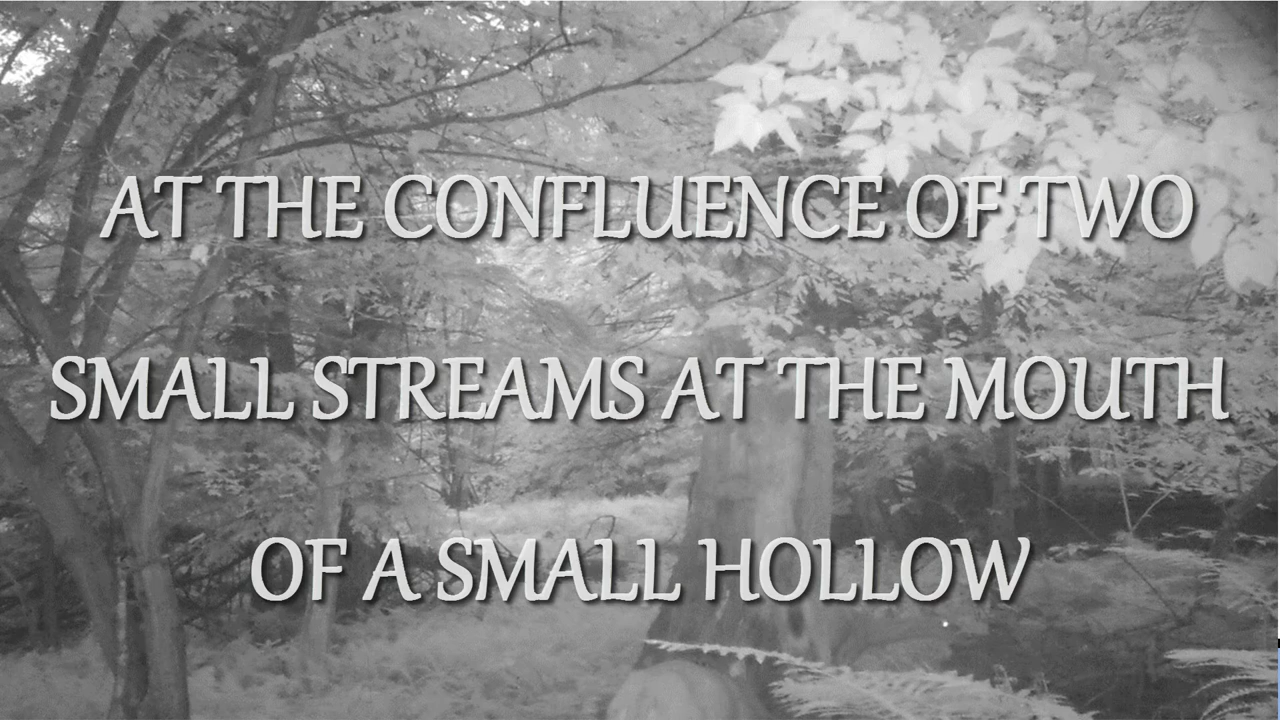 AT THE CONFLUENCE OF TWO
SMALL STREAMS AT THE MOUTH
OF A SMALL HOLLOW